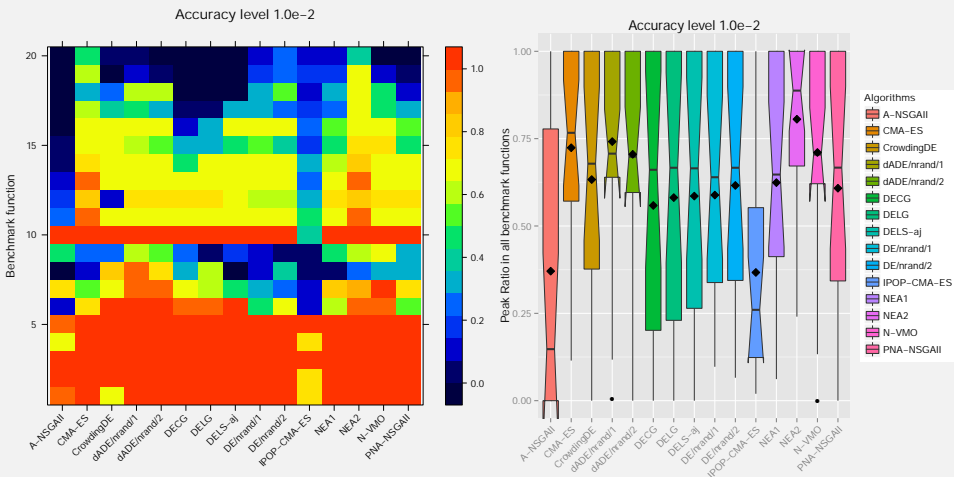 Accuracy level 1.0e−2
Benchmark function
20
15
10
5
A−NSGAII
CMA−ES
CrowdingDE
dADE/nrand/1
dADE/nrand/2
DECG
DELG
DELS−aj
DE/nrand/1
DE/nrand/2
IPOP−CMA−ES
NEA1
NEA2
N−VMO
PNA−NSGAII
1.0
0.8
0.6
0.4
0.2
0.0
Accuracy level 1.0e−2
Peak Ratio in all benchmark functions
1.00
0.75
0.50
0.25
0.00
A−NSGAII
CMA−ES
CrowdingDE
dADE/nrand/1
dADE/nrand/2
DECG
DELG
DELS−aj
DE/nrand/1
DE/nrand/2
IPOP−CMA−ES
NEA1
NEA2
N−VMO
PNA−NSGAII
Algorithms
A−NSGAII
CMA−ES
CrowdingDE
dADE/nrand/1
dADE/nrand/2
DECG
DELG
DELS−aj
DE/nrand/1
DE/nrand/2
IPOP−CMA−ES
NEA1
NEA2
N−VMO
PNA−NSGAII